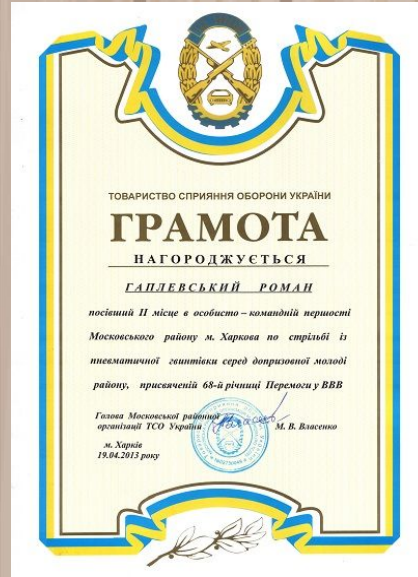 ТОВАРИСТВО СПРИЯННЯ ОБОРОНИ УКРАЇНИ
ГРАМОТА
НАГОРОДЖУЄТЬСЯ
ГАПЛЕВСЬКИЙ РОМАН
посівший ІІ місце в особисто – командній першості
Московського району м. Харкова по стрільбі із
пневматичної гвинтівки серед допризовної молоді
району, присвяченій 68-й річниці Перемоги у ВВВ
Голова Московської районної
організації ТСО України М. В. Власенко
м. Харків
19.04.2013 року